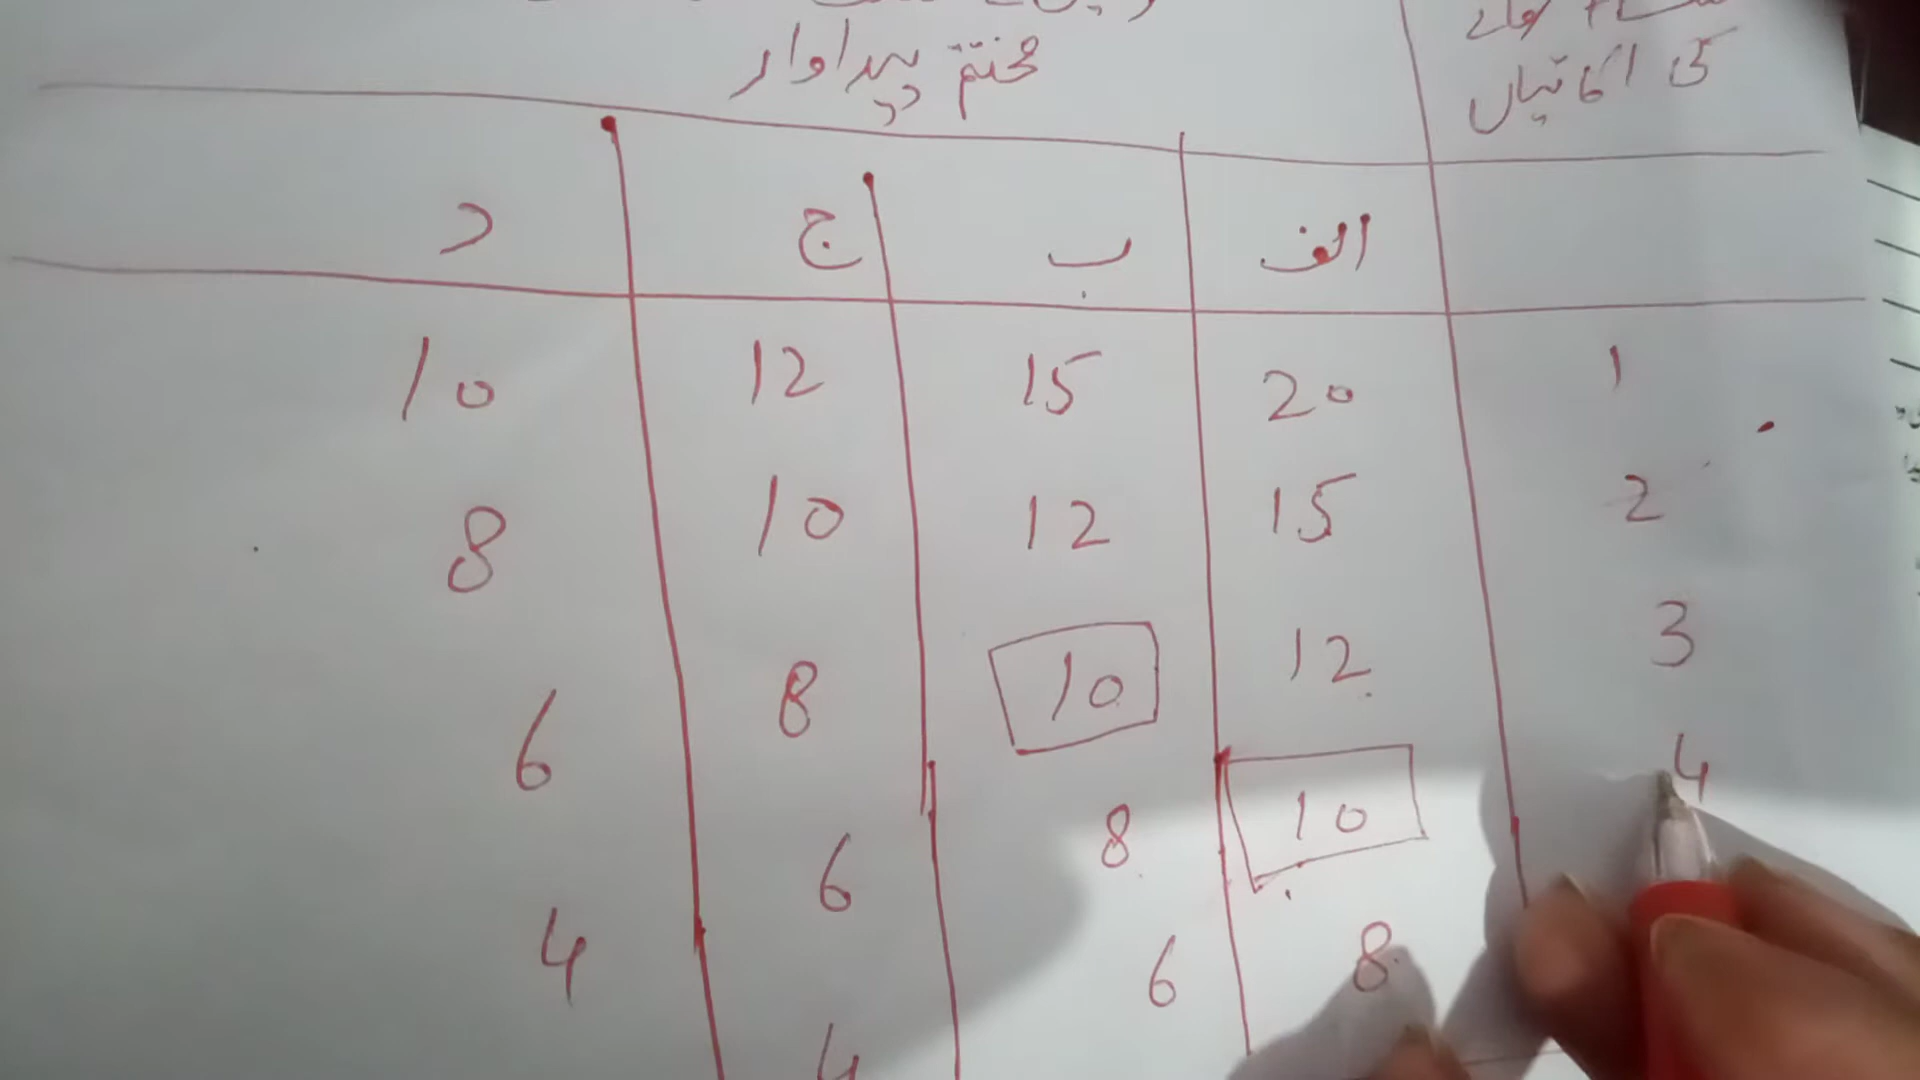 مختتم پیداوار
کی اکائیاں
الف ب ج د
1 20 15 12 10
2 15 12 10 8
3 12 10 8 6
4 10 8 6 4
8 6 4